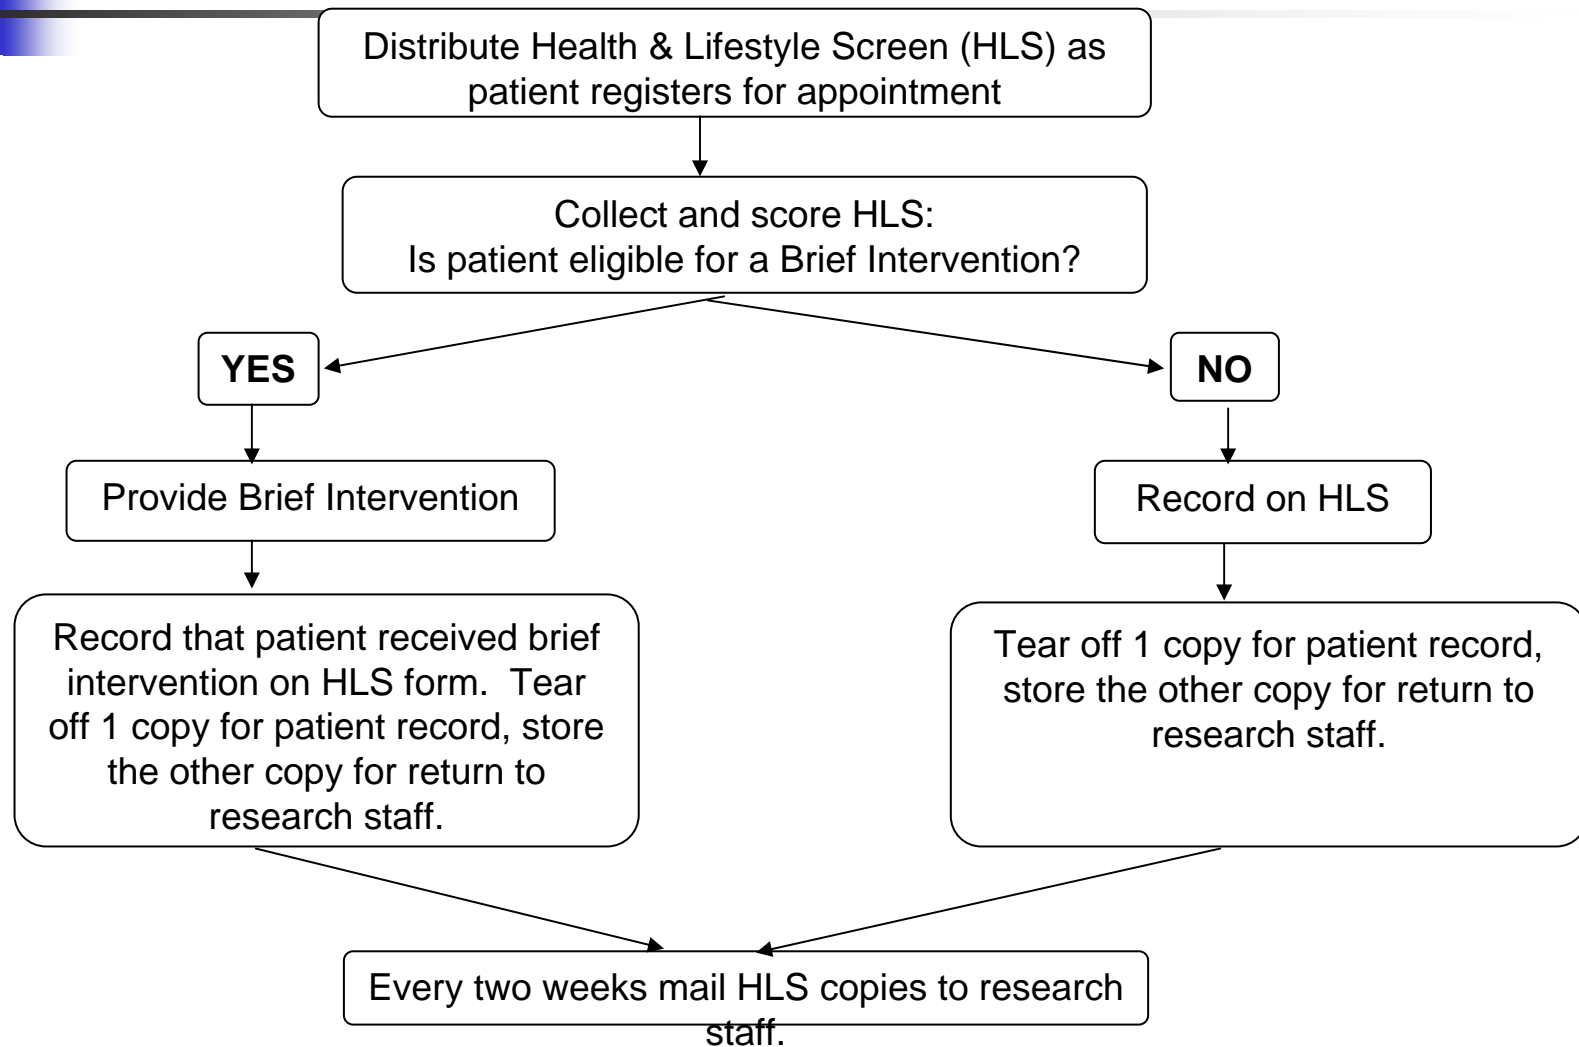 Distribute Health & Lifestyle Screen (HLS) as
patient registers for appointment
Collect and score HLS:
Is patient eligible for a Brief Intervention?
YES
NO
Provide Brief Intervention
Record on HLS
Record that patient received brief
intervention on HLS form. Tear
off 1 copy for patient record, store
the other copy for return to
research staff.
Tear off 1 copy for patient record,
store the other copy for return to
research staff.
Every two weeks mail HLS copies to research
staff.